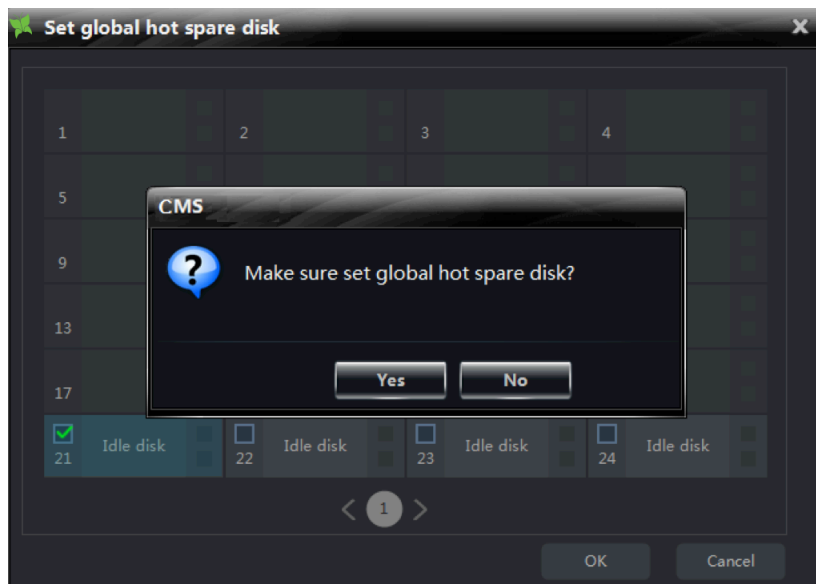 Set global hot spare disk
1 2 3 4
5
CMS
9
Make sure set global hot spare disk?
13
Yes No
17
21 Idle disk 22 Idle disk 23 Idle disk 24 Idle disk
1
OK Cancel